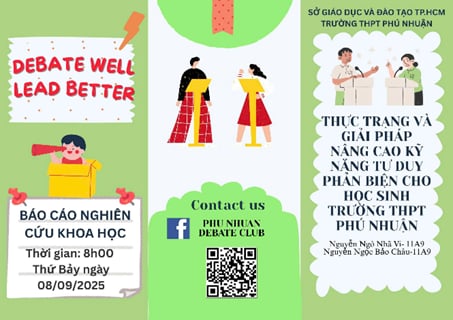 DEBATE WELL
LEAD BETTER
BÁO CÁO NGHIÊN
CỨU KHOA HỌC
Thời gian: 8h00
Thứ Bảy ngày
08/09/2025
Contact us
PHU NHUAN
DEBATE CLUB
SỞ GIÁO DỤC VÀ ĐÀO TẠO TP.HCM
TRƯỜNG THPT PHÚ NHUẬN
THỰC TRẠNG VÀ
GIẢI PHÁP
NÂNG CAO KỸ
NĂNG TƯ DUY
PHẢN BIỆN CHO
HỌC SINH
TRƯỜNG THPT
PHÚ NHUẬN
Nguyễn Ngô Nhã Vi- 11A9
Nguyễn Ngọc Bảo Châu-11A9